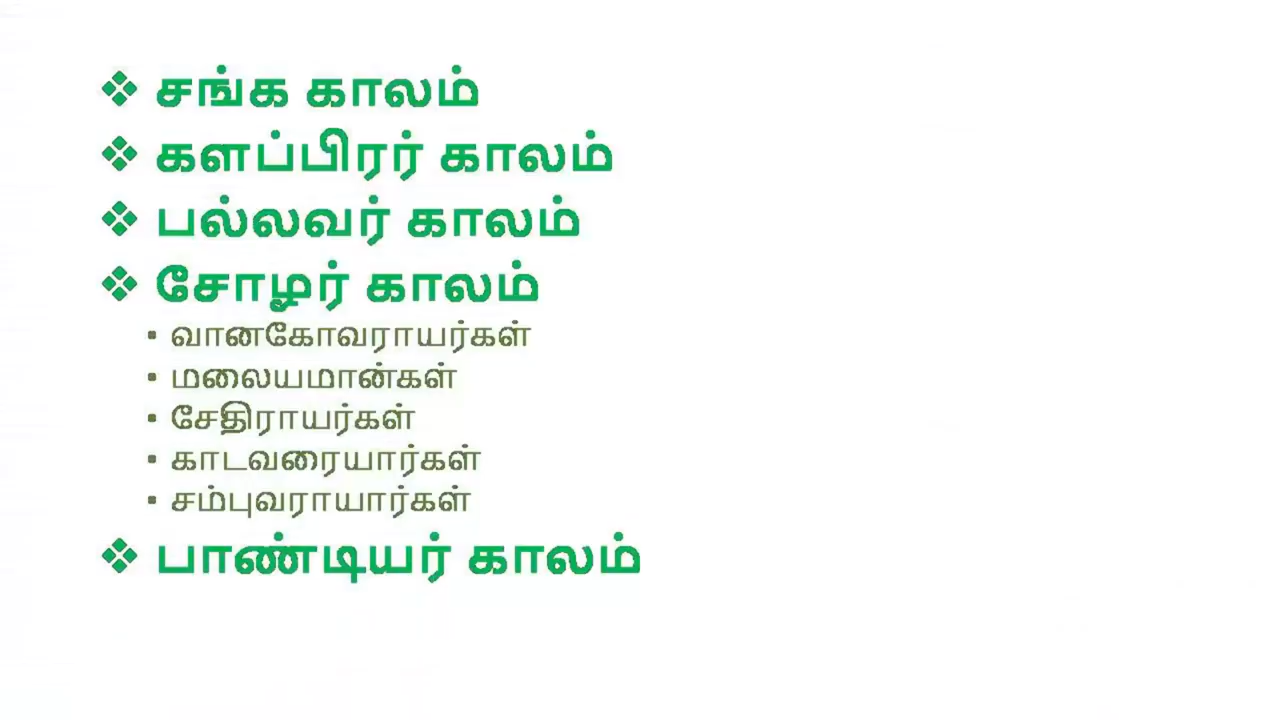 ❖ சங்க காலம்
❖ களப்பிரர் காலம்
❖ பல்லவர் காலம்
❖ சோழர் காலம்
▪ வானகோவராயர்கள்
▪ மலையமான்கள்
▪ சேதிராயர்கள்
▪ காடவரையார்கள்
▪ சம்புவராயார்கள்
❖ பாண்டியர் காலம்